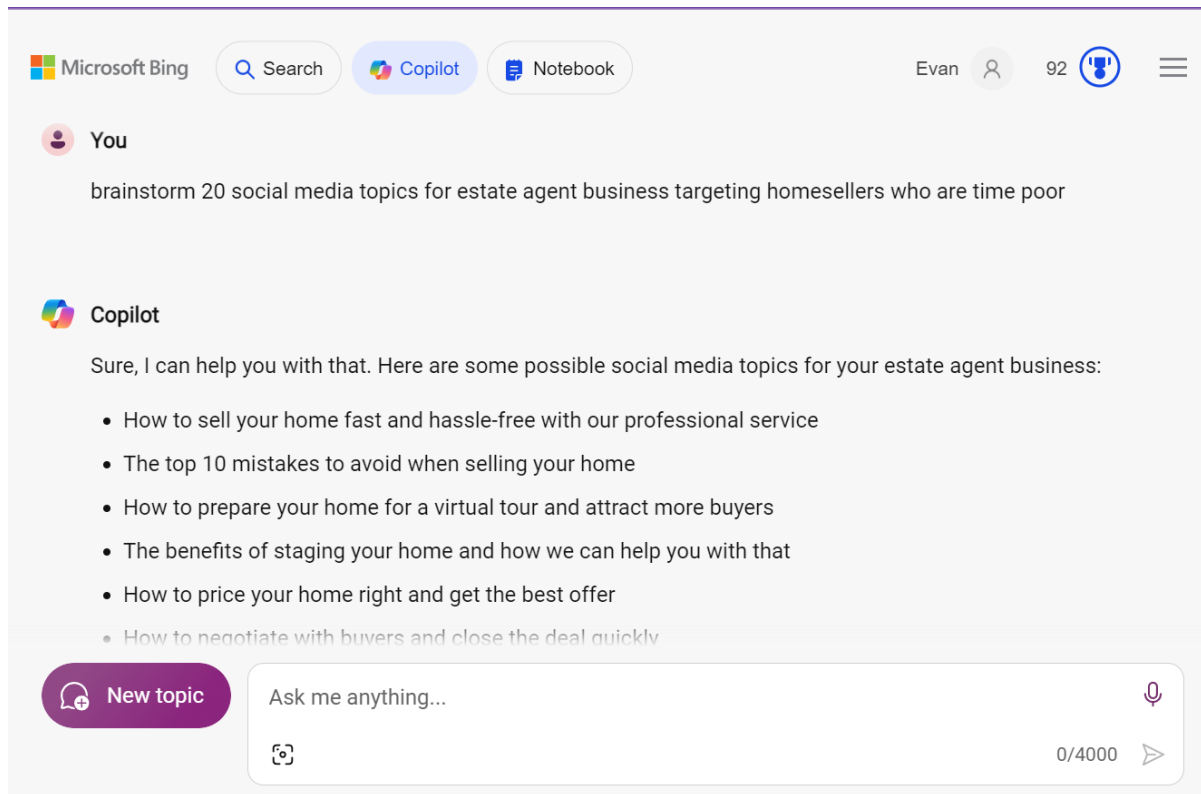 Microsoft Bing
Search
Copilot
Notebook
Evan
92
You
brainstorm 20 social media topics for estate agent business targeting homesellers who are time poor
Copilot
Sure, I can help you with that. Here are some possible social media topics for your estate agent business:
• How to sell your home fast and hassle-free with our professional service
• The top 10 mistakes to avoid when selling your home
• How to prepare your home for a virtual tour and attract more buyers
• The benefits of staging your home and how we can help you with that
• How to price your home right and get the best offer
• How to negotiate with buyers and close the deal quickly
New topic
Ask me anything...
0/4000